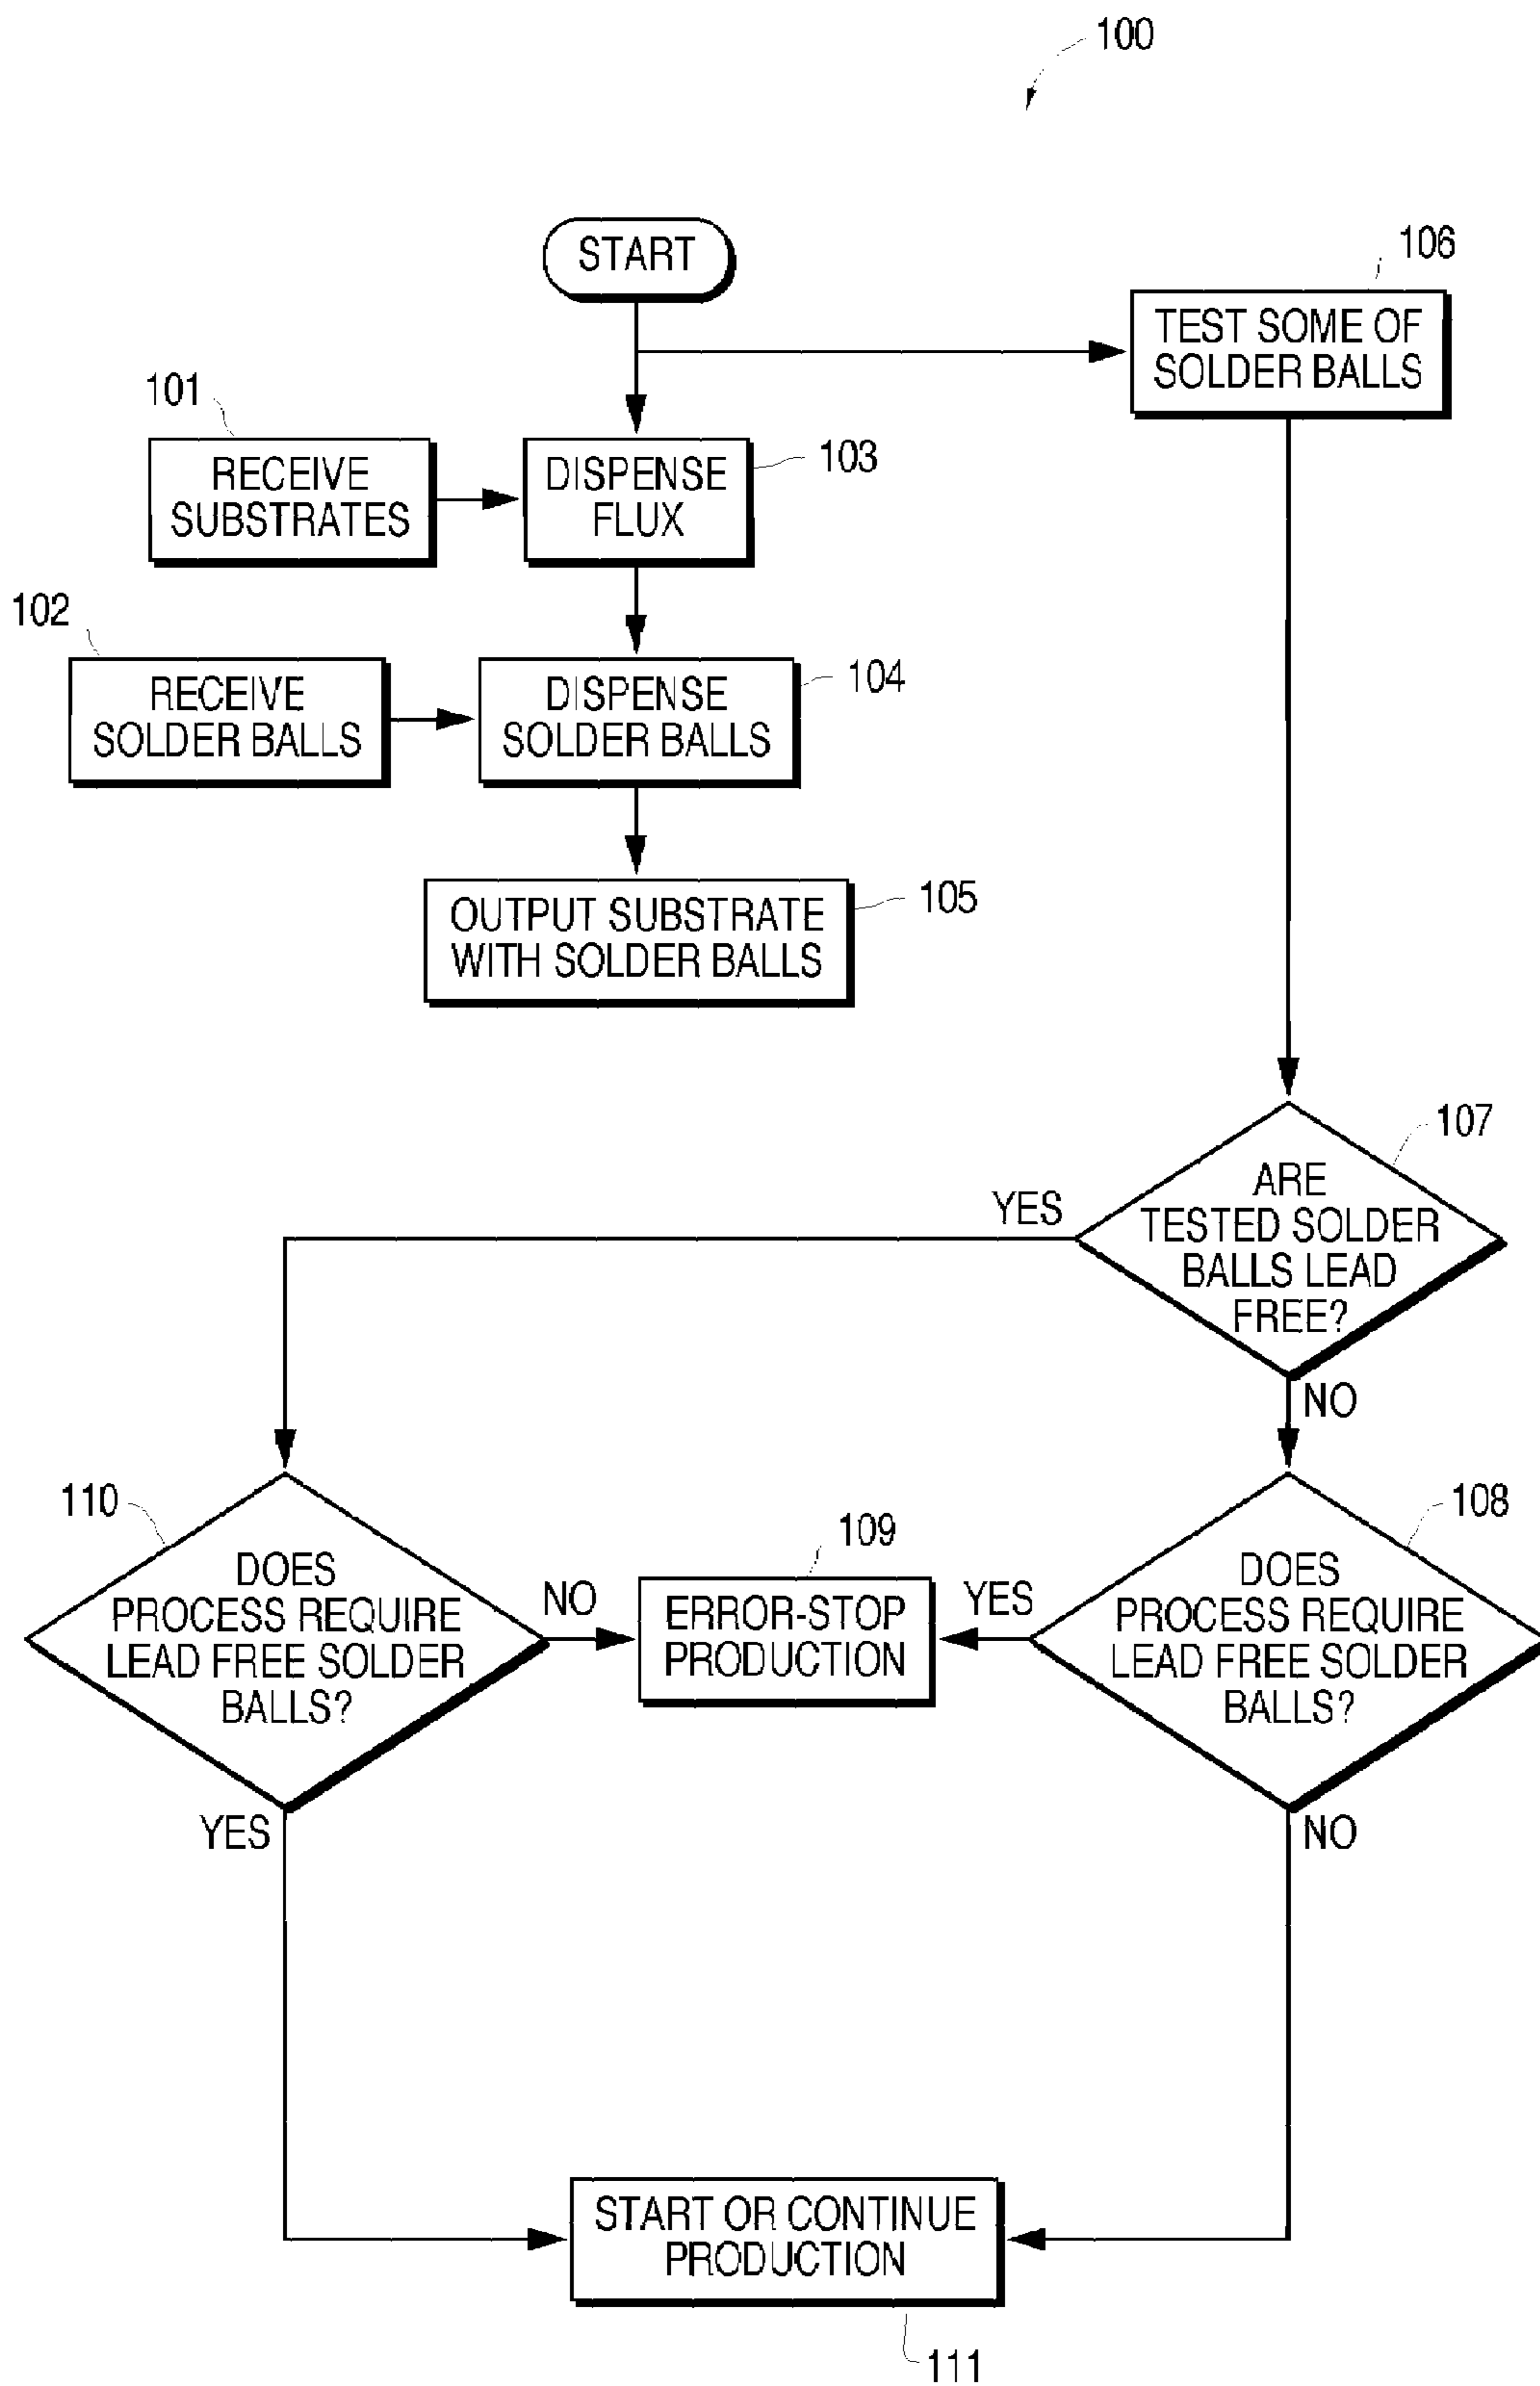 100
START
106
TEST SOME OF
SOLDER BALLS
101
RECEIVE
SUBSTRATES
103
DISPENSE
FLUX
102
RECEIVE
SOLDER BALLS
104
DISPENSE
SOLDER BALLS
105
OUTPUT SUBSTRATE
WITH SOLDER BALLS
107
ARE
TESTED SOLDER
BALLS LEAD
FREE?
YES
NO
110
DOES
PROCESS REQUIRE
LEAD FREE SOLDER
BALLS?
NO
YES
109
ERROR-STOP
PRODUCTION
YES
108
DOES
PROCESS REQUIRE
LEAD FREE SOLDER
BALLS?
NO
START OR CONTINUE
PRODUCTION
111